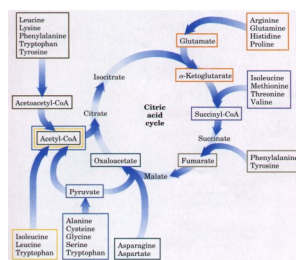 Leucine
Lysine
Phenylalanine
Tryptophan
Tyrosine
Arginine
Glutamine
Histidine
Proline
Glutamate
Isocitrate
α-Ketoglutarate
Isoleucine
Methionine
Threonine
Valine
Acetoacetyl-CoA
Citrate
Citric
acid
cycle
Succinyl-CoA
Acetyl-CoA
Succinate
Oxaloacetate
Fumarate
Phenylalanine
Tyrosine
Malate
Pyruvate
Isoleucine
Leucine
Tryptophan
Alanine
Cysteine
Glycine
Serine
Tryptophan
Asparagine
Aspartate